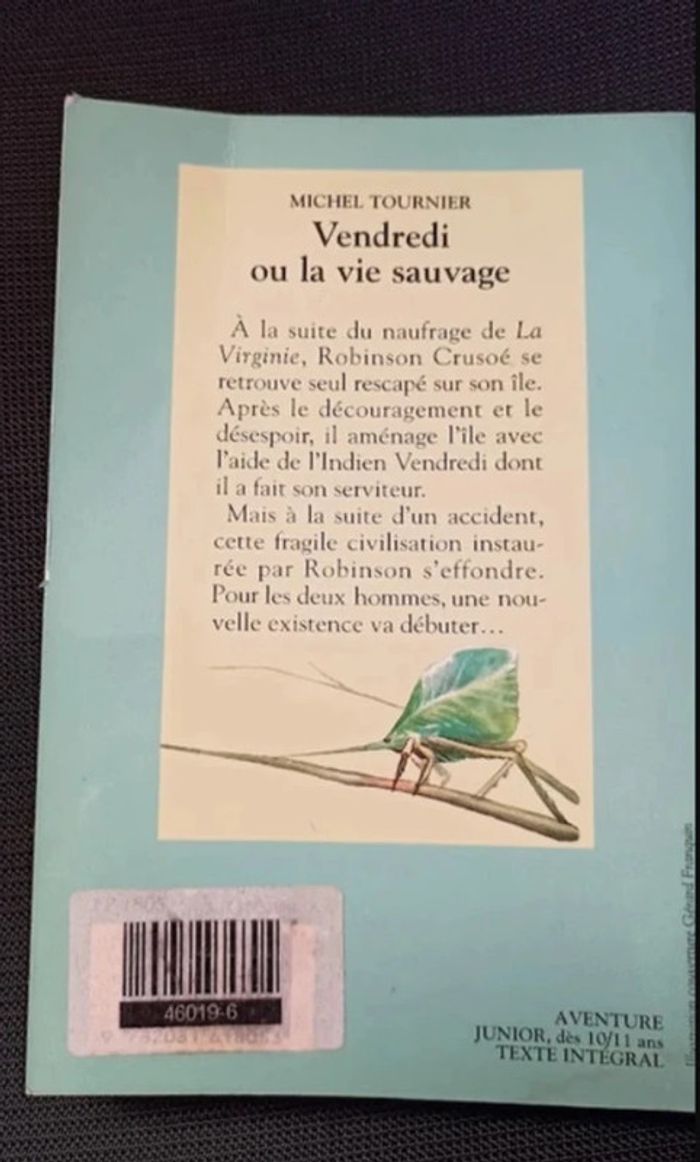 MICHEL TOURNIER
Vendredi
ou la vie sauvage
À la suite du naufrage de La
Virginie, Robinson Crusoé se
retrouve seul rescapé sur son île.
Après le découragement et le
désespoir, il aménage l'île avec
l'aide de l'Indien Vendredi dont
il a fait son serviteur.
Mais à la suite d'un accident,
cette fragile civilisation instau-
rée par Robinson s'effondre.
Pour les deux hommes, une nou-
velle existence va débuter...
46019-6
AVENTURE
JUNIOR, dès 10/11 ans
TEXTE INTÉGRAL
couverture Gérard Franquin